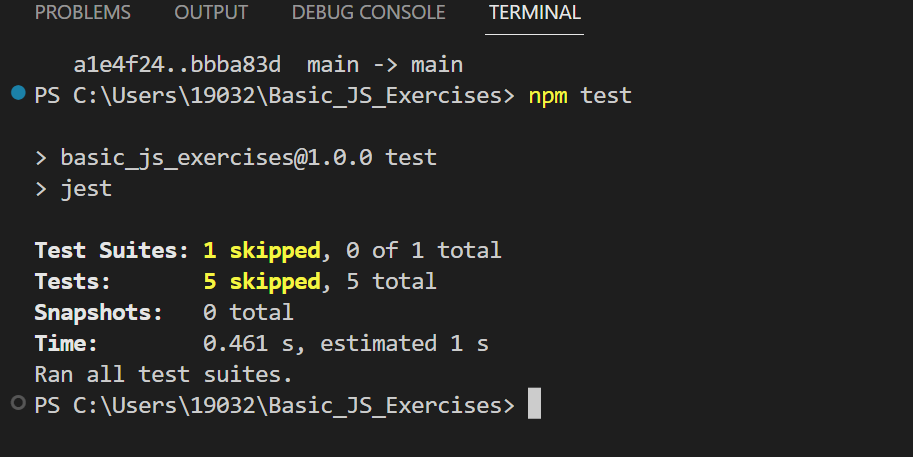 PROBLEMS OUTPUT DEBUG CONSOLE TERMINAL
a1e4f24..bbba83d  main -> main
PS C:\Users\19032\Basic_JS_Exercises> npm test
> basic_js_exercises@1.0.0 test
> jest
Test Suites: 1 skipped, 0 of 1 total
Tests:       5 skipped, 5 total
Snapshots:   0 total
Time:        0.461 s, estimated 1 s
Ran all test suites.
PS C:\Users\19032\Basic_JS_Exercises>